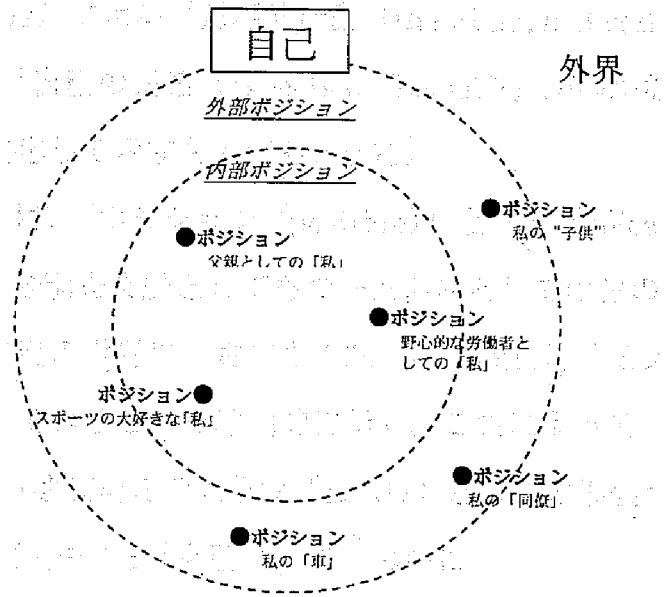 自己
外界
外部ポジション
内部ポジション
ポジション
私の "子供"
ポジション
父親としての「私」
ポジション
野心的な労働者と
しての「私」
ポジション
スポーツの大好きな「私」
ポジション
私の「同僚」
ポジション
私の「車」